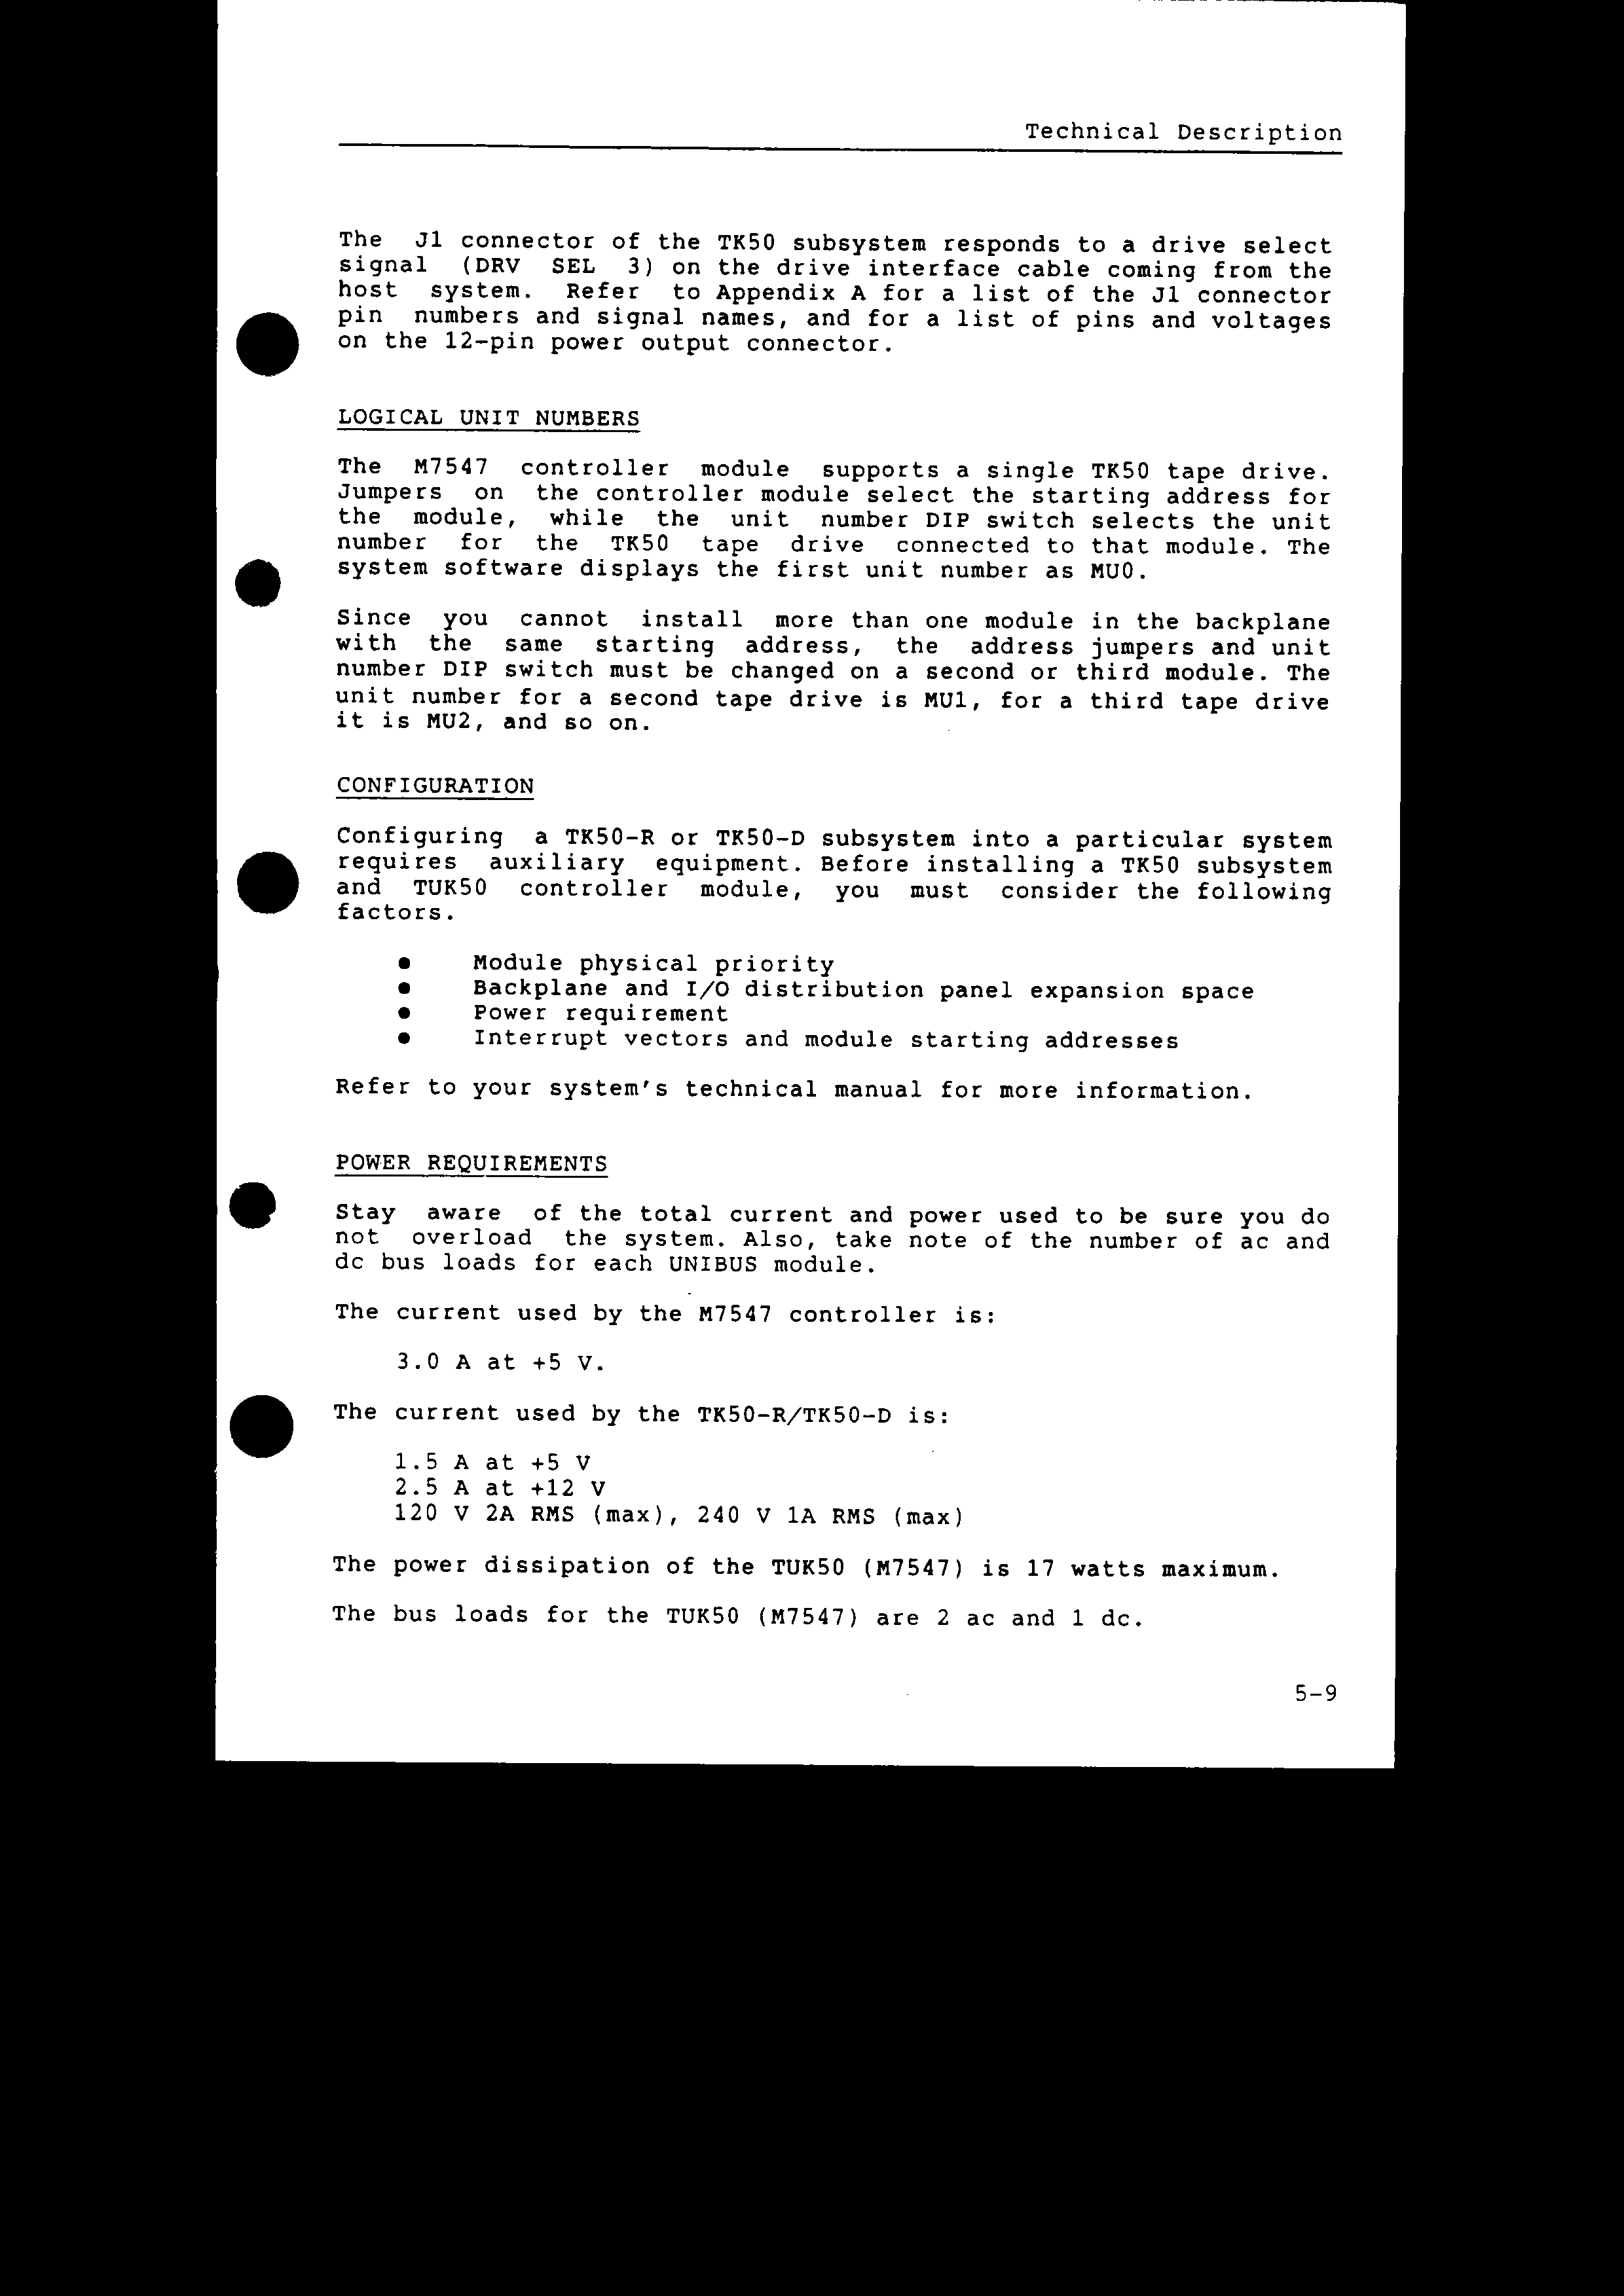 Technical Description
The J1 connector of the TK50 subsystem responds to a drive select
signal (DRV SEL 3) on the drive interface cable coming from the
host system. Refer to Appendix A for a list of the J1 connector
pin numbers and signal names, and for a list of pins and voltages
on the 12-pin power output connector.
LOGICAL UNIT NUMBERS
The M7547 controller module supports a single TK50 tape drive.
Jumpers on the controller module select the starting address for
the module, while the unit number DIP switch selects the unit
number for the TK50 tape drive connected to that module. The
system software displays the first unit number as MU0.
Since you cannot install more than one module in the backplane
with the same starting address, the address jumpers and unit
number DIP switch must be changed on a second or third module. The
unit number for a second tape drive is MU1, for a third tape drive
it is MU2, and so on.
CONFIGURATION
Configuring a TK50-R or TK50-D subsystem into a particular system
requires auxiliary equipment. Before installing a TK50 subsystem
and TUK50 controller module, you must consider the following
factors.
● Module physical priority
● Backplane and I/O distribution panel expansion space
● Power requirement
● Interrupt vectors and module starting addresses
Refer to your system's technical manual for more information.
POWER REQUIREMENTS
Stay aware of the total current and power used to be sure you do
not overload the system. Also, take note of the number of ac and
dc bus loads for each UNIBUS module.
The current used by the M7547 controller is:
3.0 A at +5 V.
The current used by the TK50-R/TK50-D is:
1.5 A at +5 V
2.5 A at +12 V
120 V 2A RMS (max), 240 V 1A RMS (max)
The power dissipation of the TUK50 (M7547) is 17 watts maximum.
The bus loads for the TUK50 (M7547) are 2 ac and 1 dc.
5-9